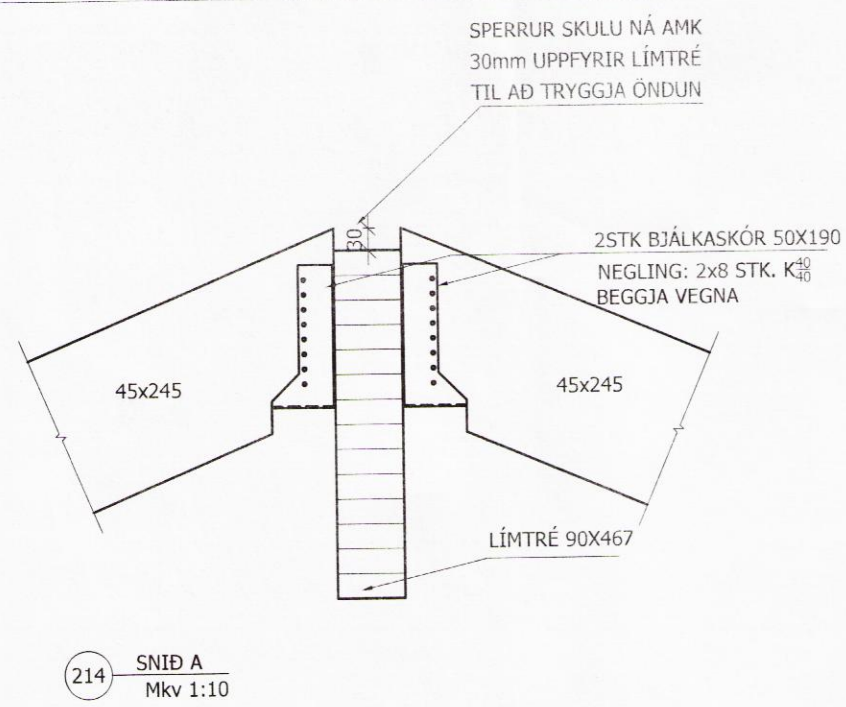 SPERRUR SKULU NÁ AMK
30mm UPPFYRIR LÍMTRÉ
TIL AÐ TRYGGJA ÖNDUN
30
2STK BJÁLKASKÓR 50X190
NEGLING: 2x8 STK. K40/40
BEGGJA VEGNA
45x245
45x245
LÍMTRÉ 90X467
214
SNIÐ A
Mkv 1:10